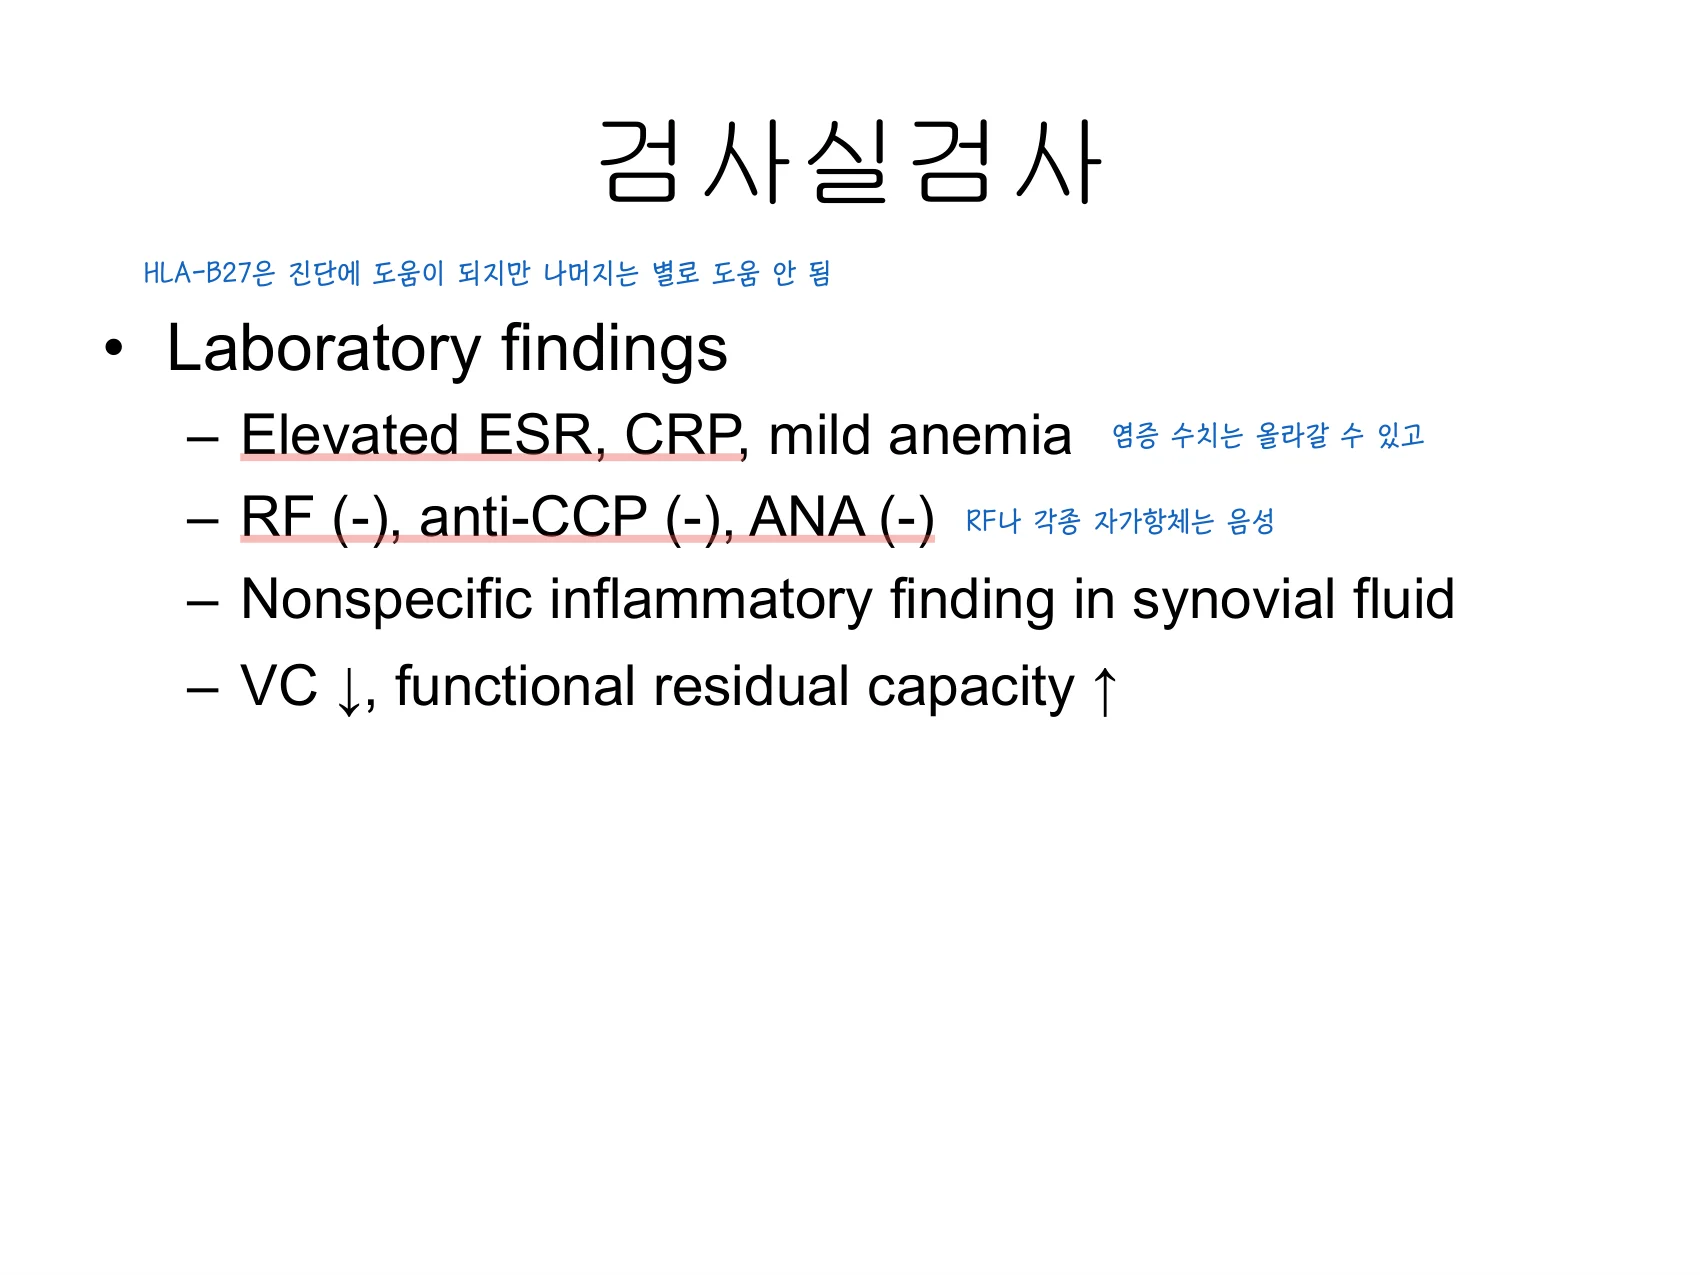 검사실검사
HLA-B27은 진단에 도움이 되지만 나머지는 별로 도움 안 됨
• Laboratory findings
– Elevated ESR, CRP, mild anemia 염증 수치는 올라갈 수 있고
– RF (-), anti-CCP (-), ANA (-) RF나 각종 자가항체는 음성
– Nonspecific inflammatory finding in synovial fluid
– VC ↓, functional residual capacity ↑